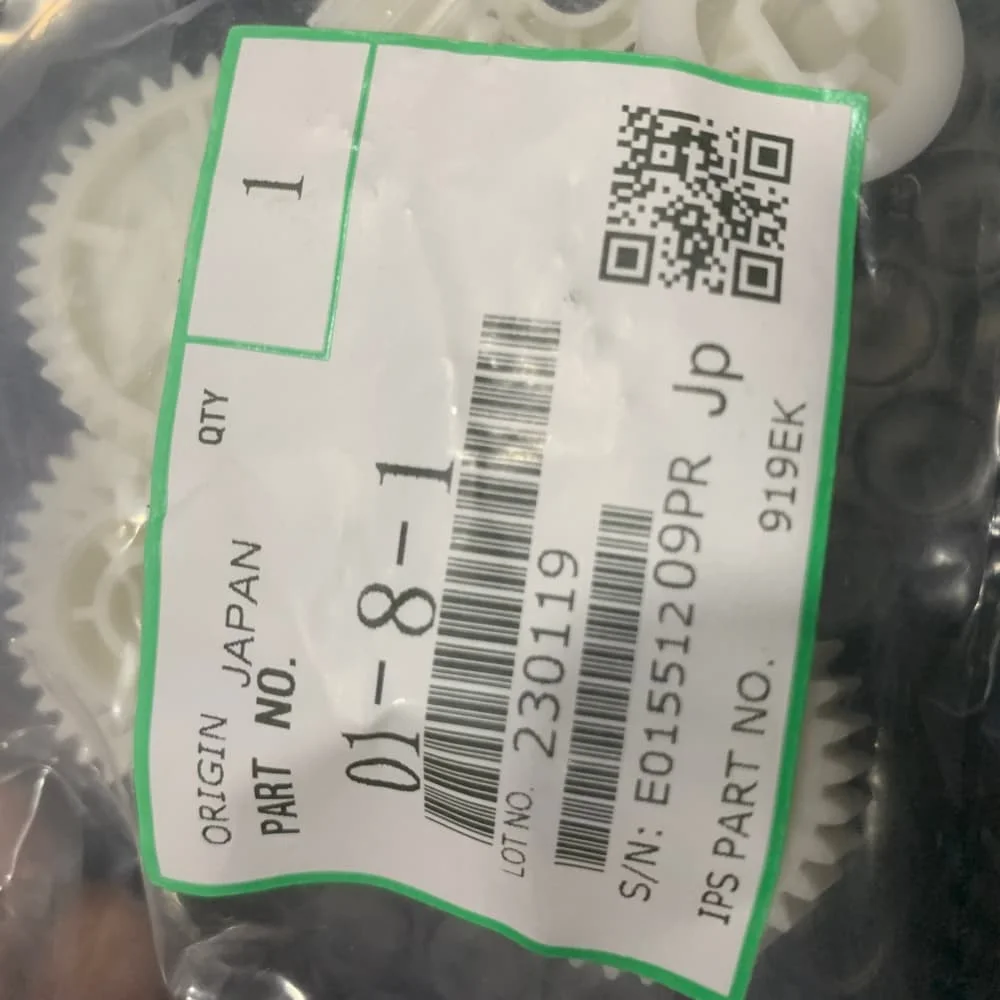 ORIGIN JAPAN QTY 1
PART NO.
01-8-1
LOT NO. 230119
S/N: E01551209PR Jp
IPS PART NO. 919EK